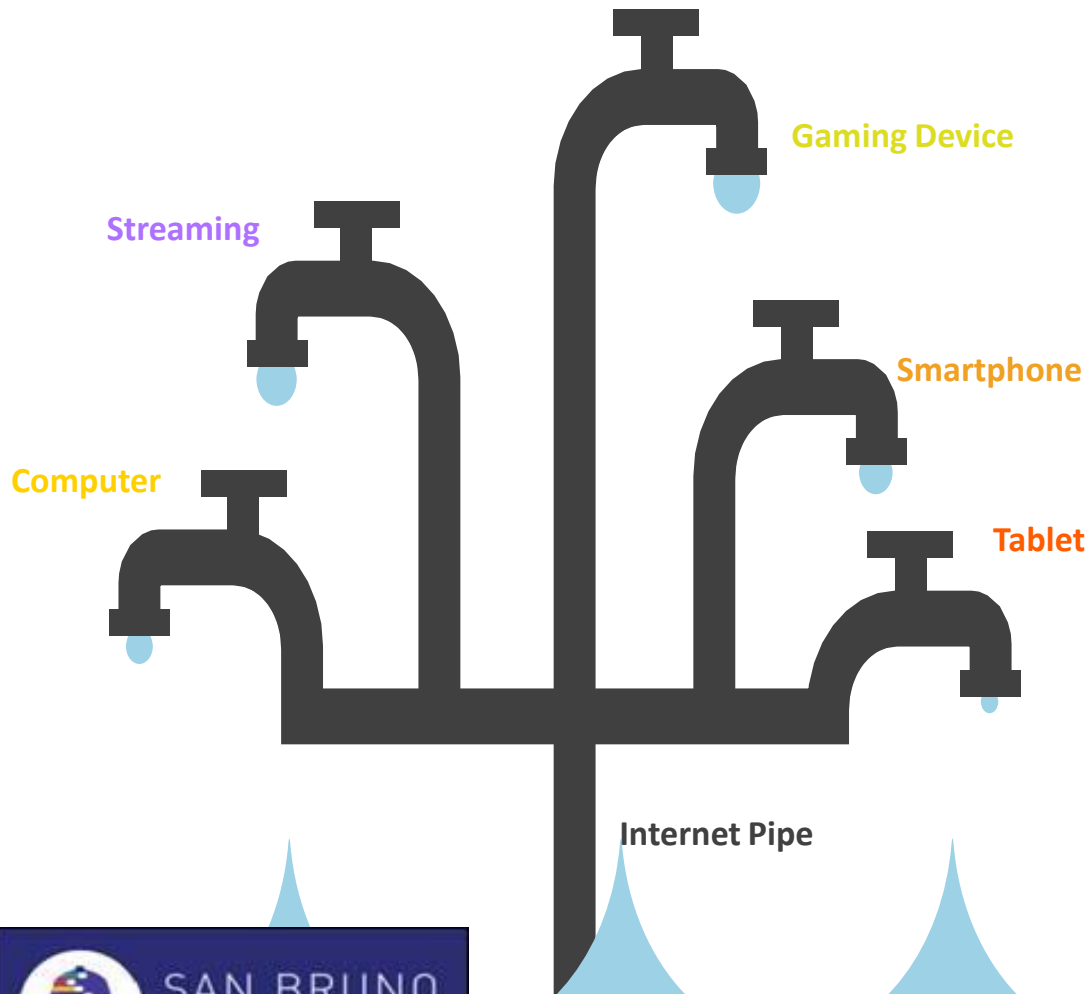 Gaming Device
Streaming
Smartphone
Computer
Tablet
Internet Pipe
SAN BRUNO